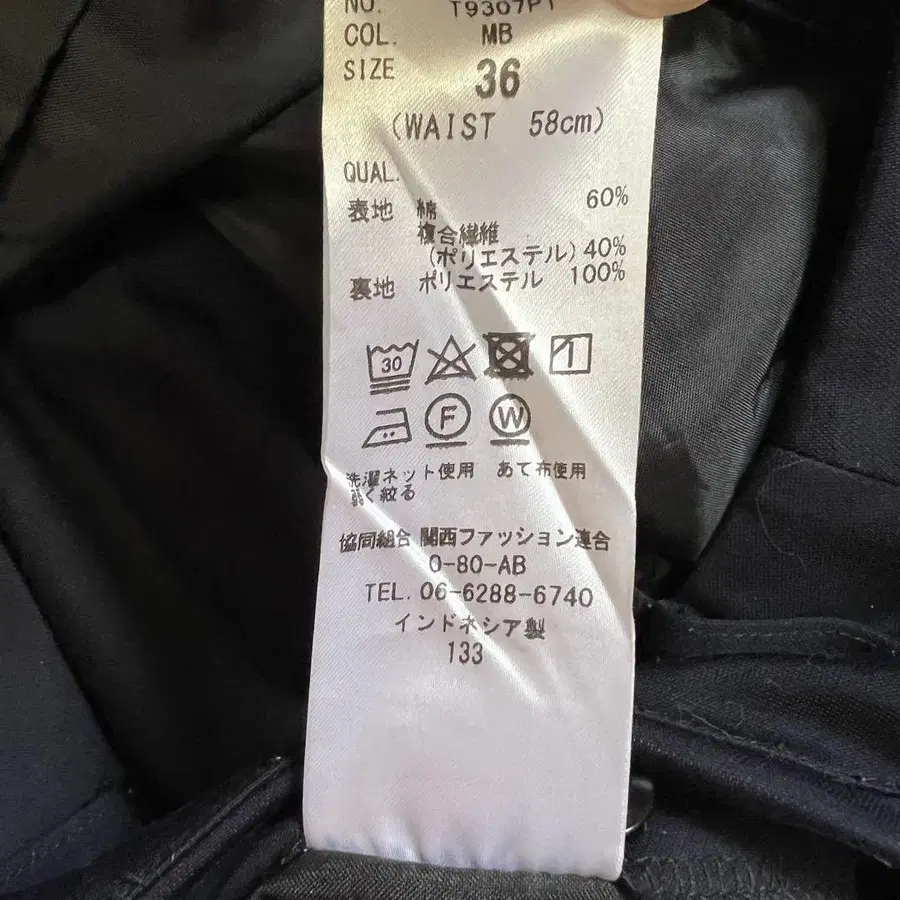 NO. T9307P1
COL. MB
SIZE 36
(WAIST 58cm)
QUAL.
表地 綿 60%
複合繊維
(ポリエステル) 40%
裏地 ポリエステル 100%
30
1
F W
洗濯ネット使用 あて布使用
弱く絞る
協同組合 関西ファッション連合
0-80-AB
TEL. 06-6288-6740
インドネシア製
133